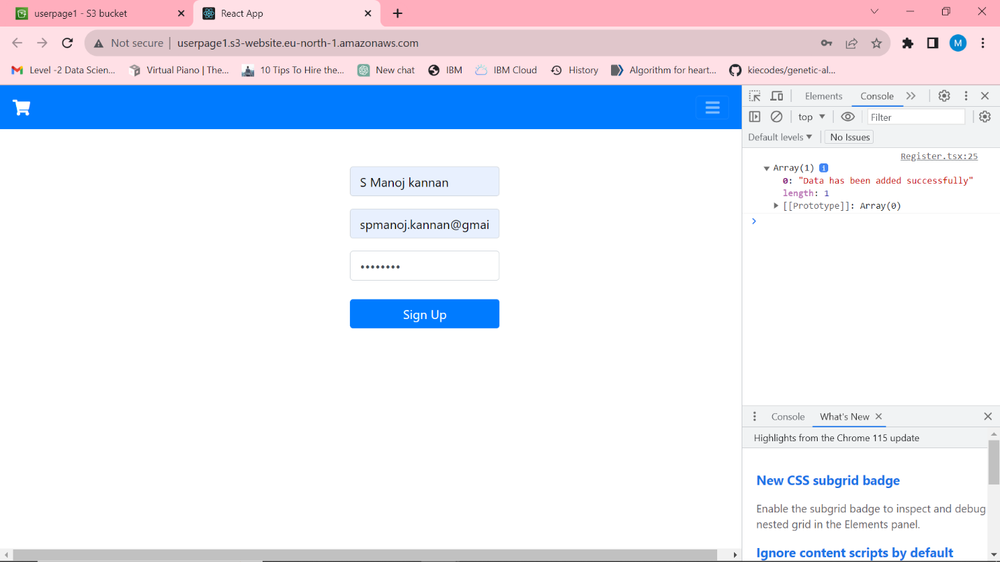 userpage1 - S3 bucket
React App
Not secure
userpage1.s3-website.eu-north-1.amazonaws.com
M
Level -2 Data Scien...
Virtual Piano | The...
10 Tips To Hire the...
New chat
IBM
IBM Cloud
History
Algorithm for heart...
kiecodes/genetic-al...
S Manoj kannan
spmanoj.kannan@gmai
••••••••
Sign Up
Elements
Console
top
Filter
Default levels
No Issues
Register.tsx:25
Array(1)
0: "Data has been added successfully"
length: 1
[[Prototype]]: Array(0)
Console
What's New
Highlights from the Chrome 115 update
New CSS subgrid badge
Enable the subgrid badge to inspect and debug
nested grid in the Elements panel.
Ignore content scripts by default